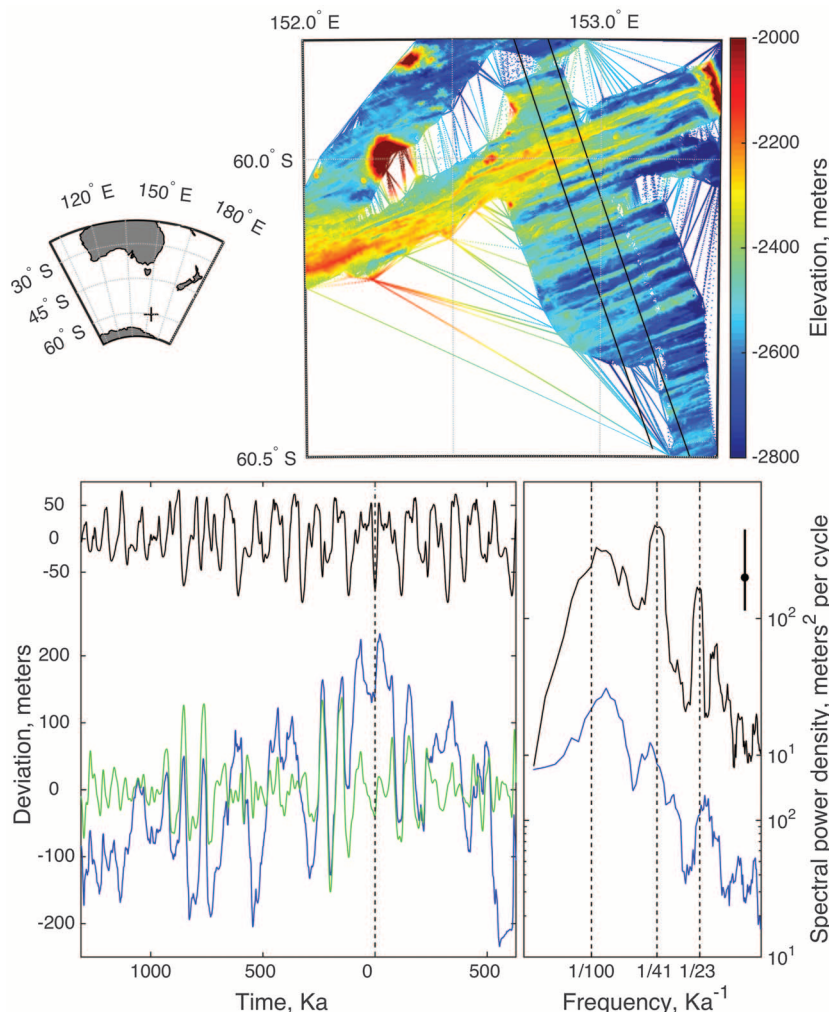 152.0° E 153.0° E
60.0° S
60.5° S
-2000
-2200
-2400
-2600
-2800
Elevation, meters
120° E 150° E 180° E
30° S
45° S
60° S
50
0
-50
200
100
0
-100
-200
Deviation, meters
1000 500 0 500
Time, Ka
10²
10¹
10²
10¹
Spectral power density, meters² per cycle
1/100 1/41 1/23
Frequency, Ka⁻¹